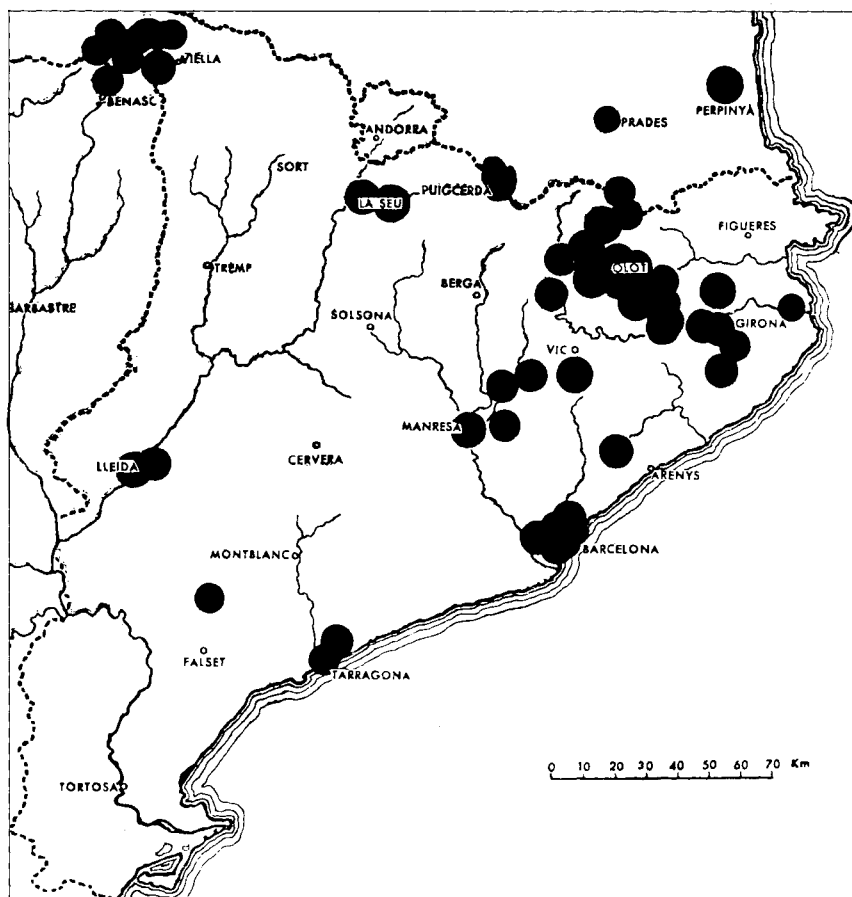 VIELLA
BENASC
PERPINYÀ
PRADES
ANDORRA
SORT
LA SEU
PUIGCERDA
FIGUERES
OLOT
TREMP
BERGA
BARBASTRE
SOLSONA
GIRONA
VIC
MANRESA
LLEIDA
CERVERA
ARENYS
BARCELONA
MONTBLANC
FALSET
TARRAGONA
0 10 20 30 40 50 60 70 Km
TORTOSA